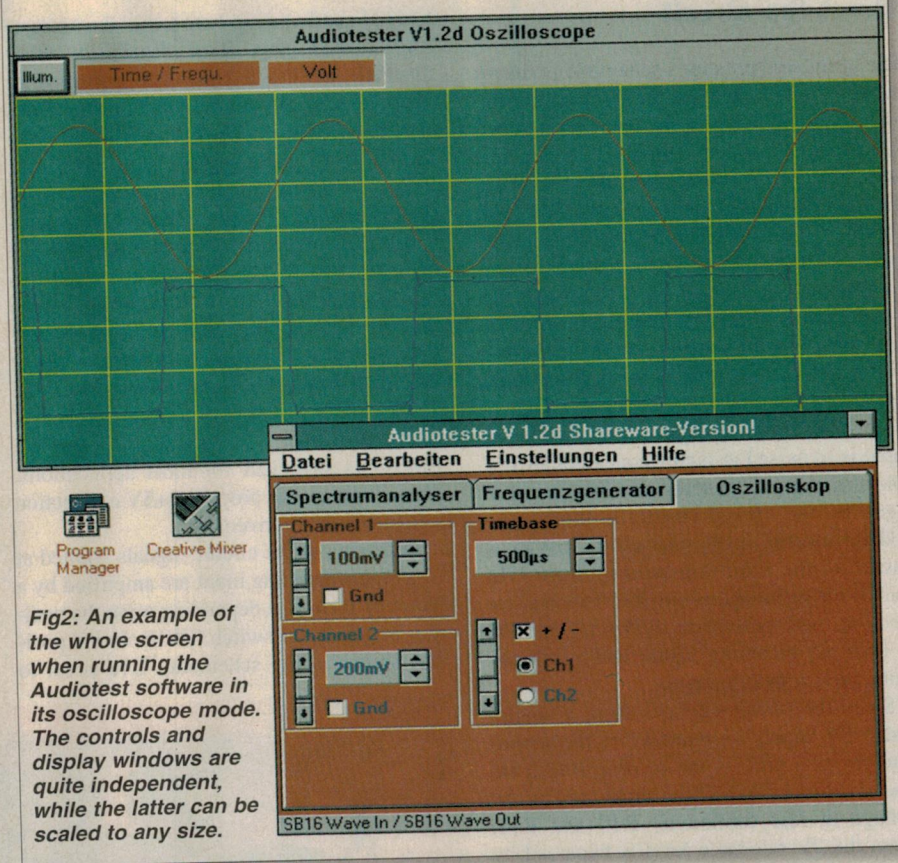 Audiotester V1.2d Oszilloscope
Illum.
Time / Frequ.
Volt
Audiotester V 1.2d Shareware-Version!
Datei Bearbeiten Einstellungen Hilfe
Spectrumanalyser
Frequenzgenerator
Oszilloskop
Channel 1
100mV
Gnd
Channel 2
200mV
Gnd
Timebase
500µs
+ / -
Ch1
Ch2
SB16 Wave In / SB16 Wave Out
Program
Manager
Creative Mixer
Fig2: An example of
the whole screen
when running the
Audiotest software in
its oscilloscope mode.
The controls and
display windows are
quite independent,
while the latter can be
scaled to any size.